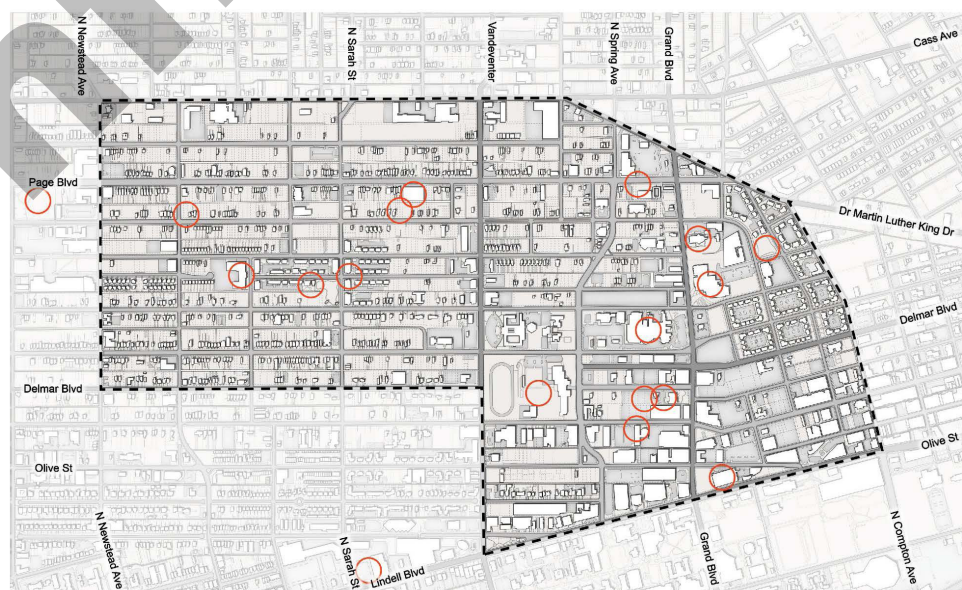 N Newstead Ave
N Sarah St
Vandeventer
N Spring Ave
Grand Blvd
Cass Ave
Page Blvd
Dr Martin Luther King Dr
Delmar Blvd
Delmar Blvd
Olive St
Olive St
N Newstead Ave
N Sarah St
Lindell Blvd
Grand Blvd
N Compton Ave